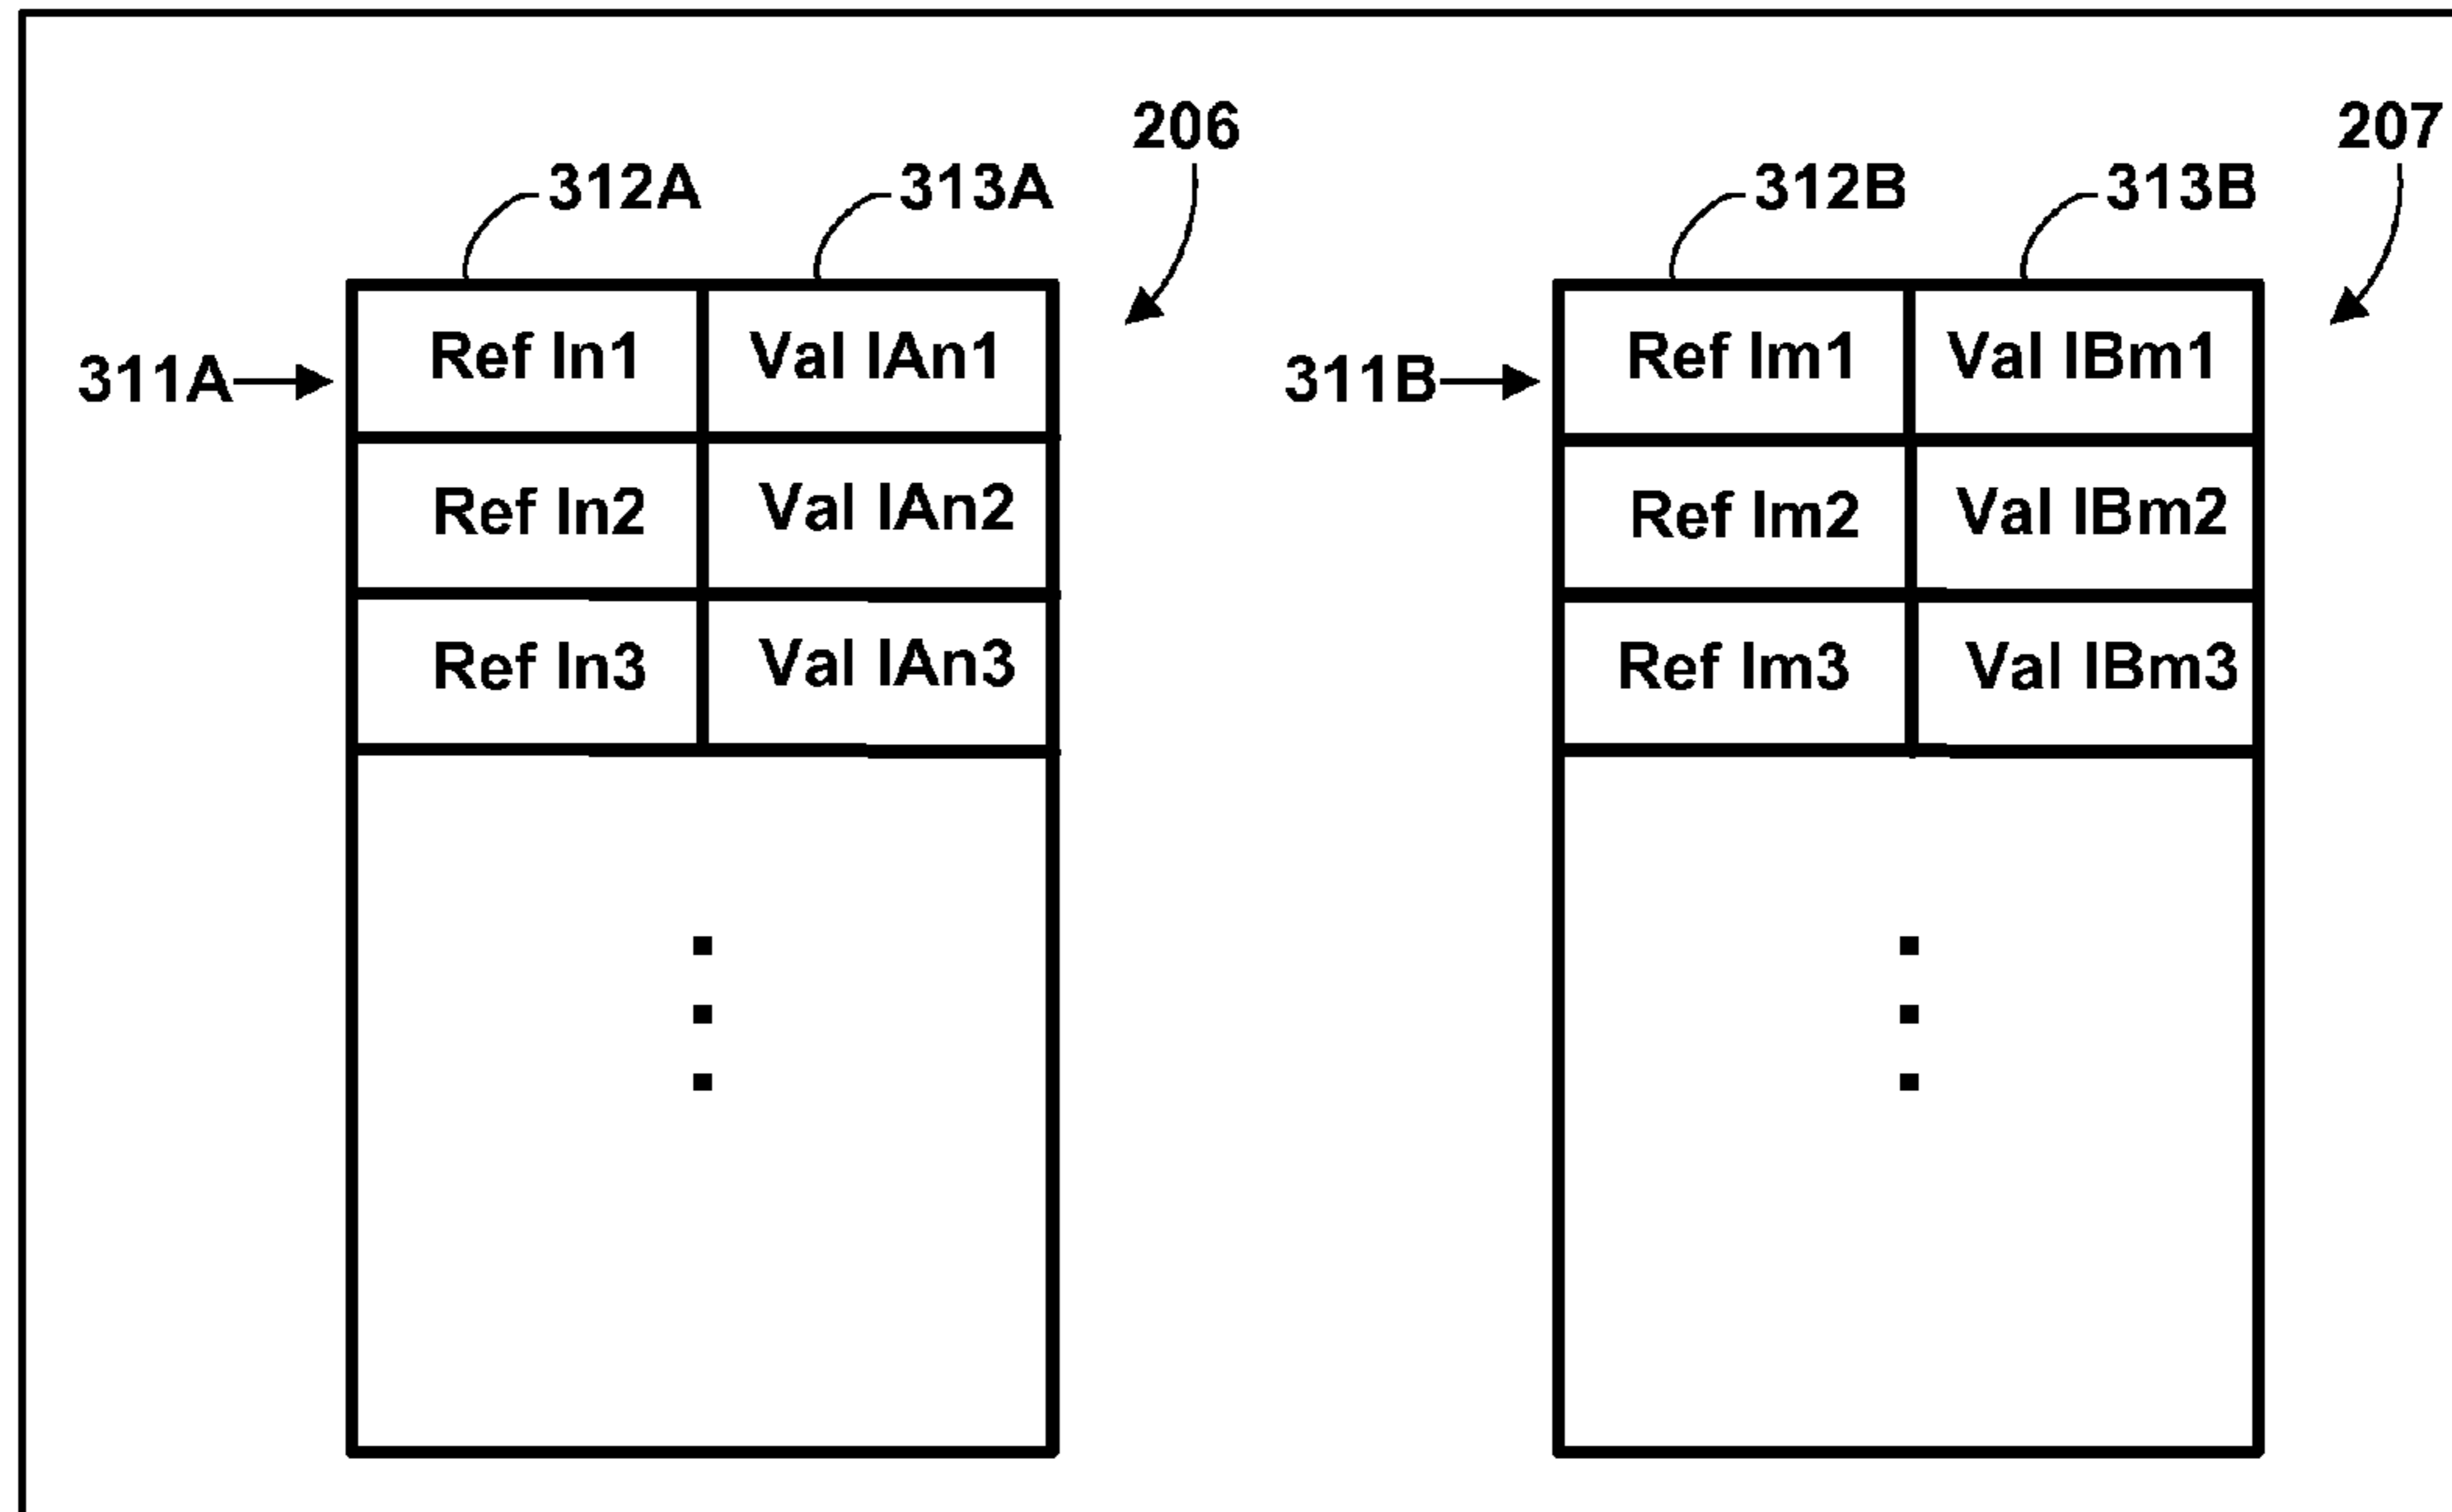 206 207
312A 313A 312B 313B
Ref In1 Val IAn1 Ref Im1 Val IBm1
311A 311B
Ref In2 Val IAn2 Ref Im2 Val IBm2
Ref In3 Val IAn3 Ref Im3 Val IBm3